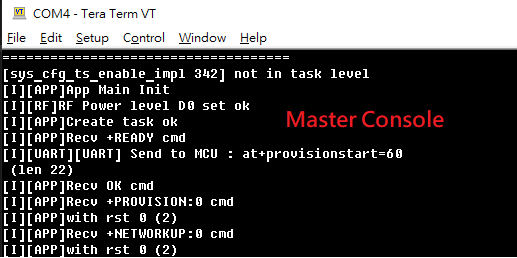 COM4 - Tera Term VT
File Edit Setup Control Window Help
=====================================
[sys_cfg_ts_enable_impl 342] not in task level
[I][APP]App Main Init
[I][RF]RF Power level D0 set ok
[I][APP]Create task ok
Master Console
[I][APP]Recv +READY cmd
[I][UART][UART] Send to MCU : at+provisionstart=60
(len 22)
[I][APP]Recv OK cmd
[I][APP]Recv +PROVISION:0 cmd
[I][APP]with rst 0 (2)
[I][APP]Recv +NETWORKUP:0 cmd
[I][APP]with rst 0 (2)